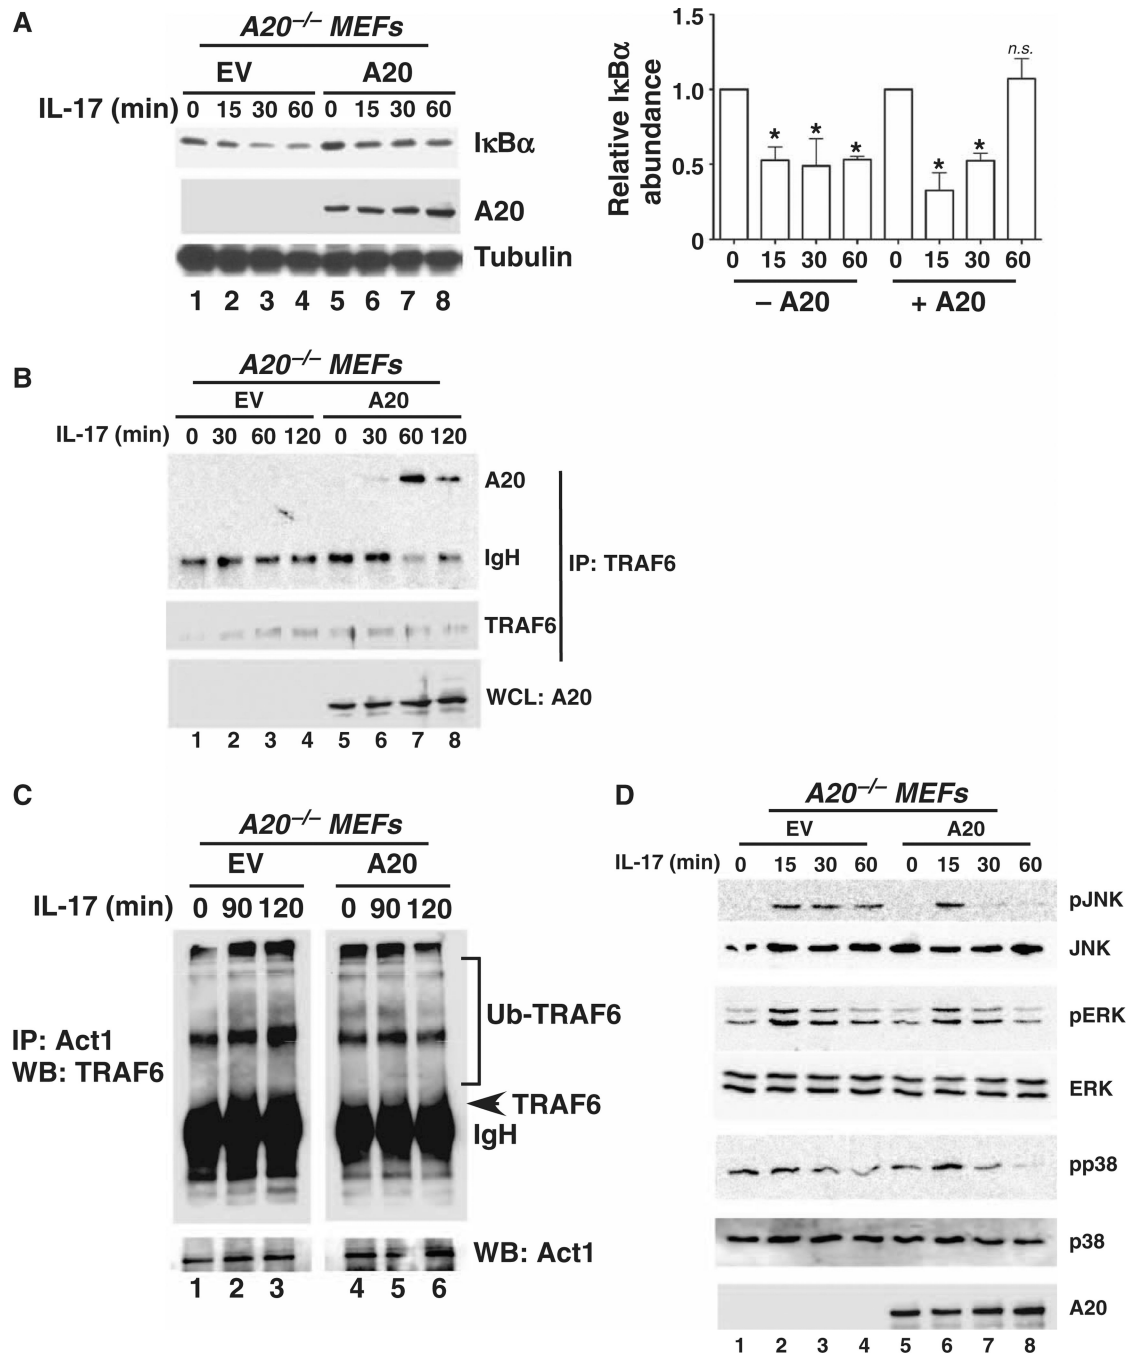 A
A20–/– MEFs
EV A20
IL-17 (min) 0 15 30 60 0 15 30 60
IκBα
A20
Tubulin
1 2 3 4 5 6 7 8
Relative IκBα
abundance
1.5
1.0
0.5
0
* * * * * n.s.
0 15 30 60 0 15 30 60
– A20 + A20
B
A20–/– MEFs
EV A20
IL-17 (min) 0 30 60 120 0 30 60 120
A20
IgH
IP: TRAF6
TRAF6
WCL: A20
1 2 3 4 5 6 7 8
C
A20–/– MEFs
EV A20
IL-17 (min) 0 90 120 0 90 120
Ub-TRAF6
IP: Act1
WB: TRAF6
TRAF6
IgH
WB: Act1
1 2 3 4 5 6
D
A20–/– MEFs
EV A20
IL-17 (min) 0 15 30 60 0 15 30 60
pJNK
JNK
pERK
ERK
pp38
p38
A20
1 2 3 4 5 6 7 8